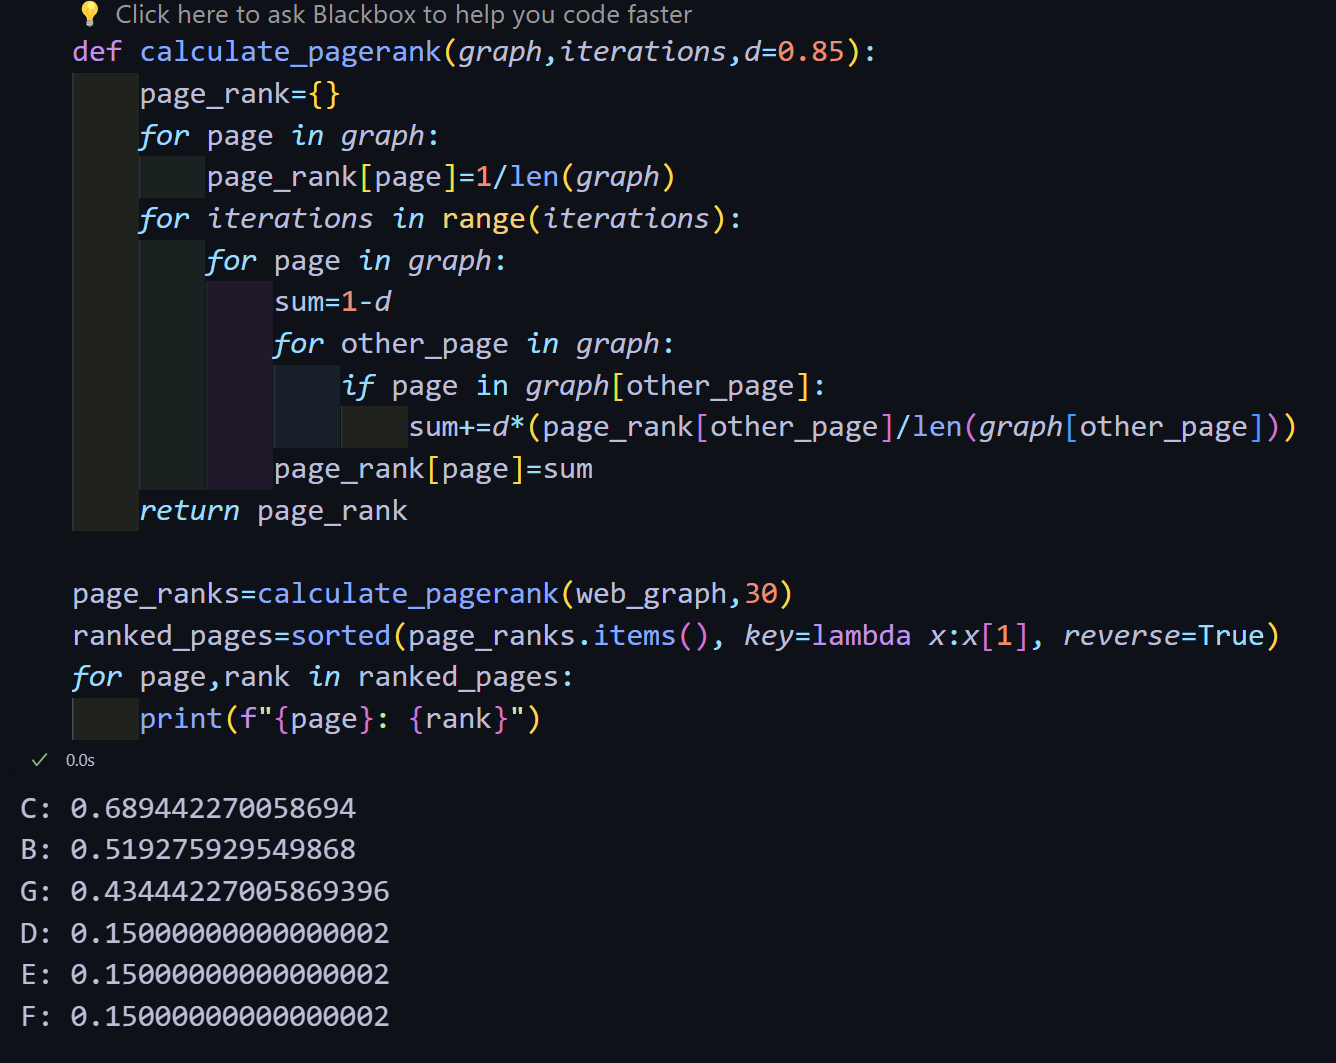 💡 Click here to ask Blackbox to help you code faster
def calculate_pagerank(graph,iterations,d=0.85):
    page_rank={}
    for page in graph:
        page_rank[page]=1/len(graph)
    for iterations in range(iterations):
        for page in graph:
            sum=1-d
            for other_page in graph:
                if page in graph[other_page]:
                    sum+=d*(page_rank[other_page]/len(graph[other_page]))
            page_rank[page]=sum
    return page_rank

page_ranks=calculate_pagerank(web_graph,30)
ranked_pages=sorted(page_ranks.items(), key=lambda x:x[1], reverse=True)
for page,rank in ranked_pages:
    print(f"{page}: {rank}")
✓ 0.0s
C: 0.689442270058694
B: 0.519275929549868
G: 0.43444227005869396
D: 0.15000000000000002
E: 0.15000000000000002
F: 0.15000000000000002